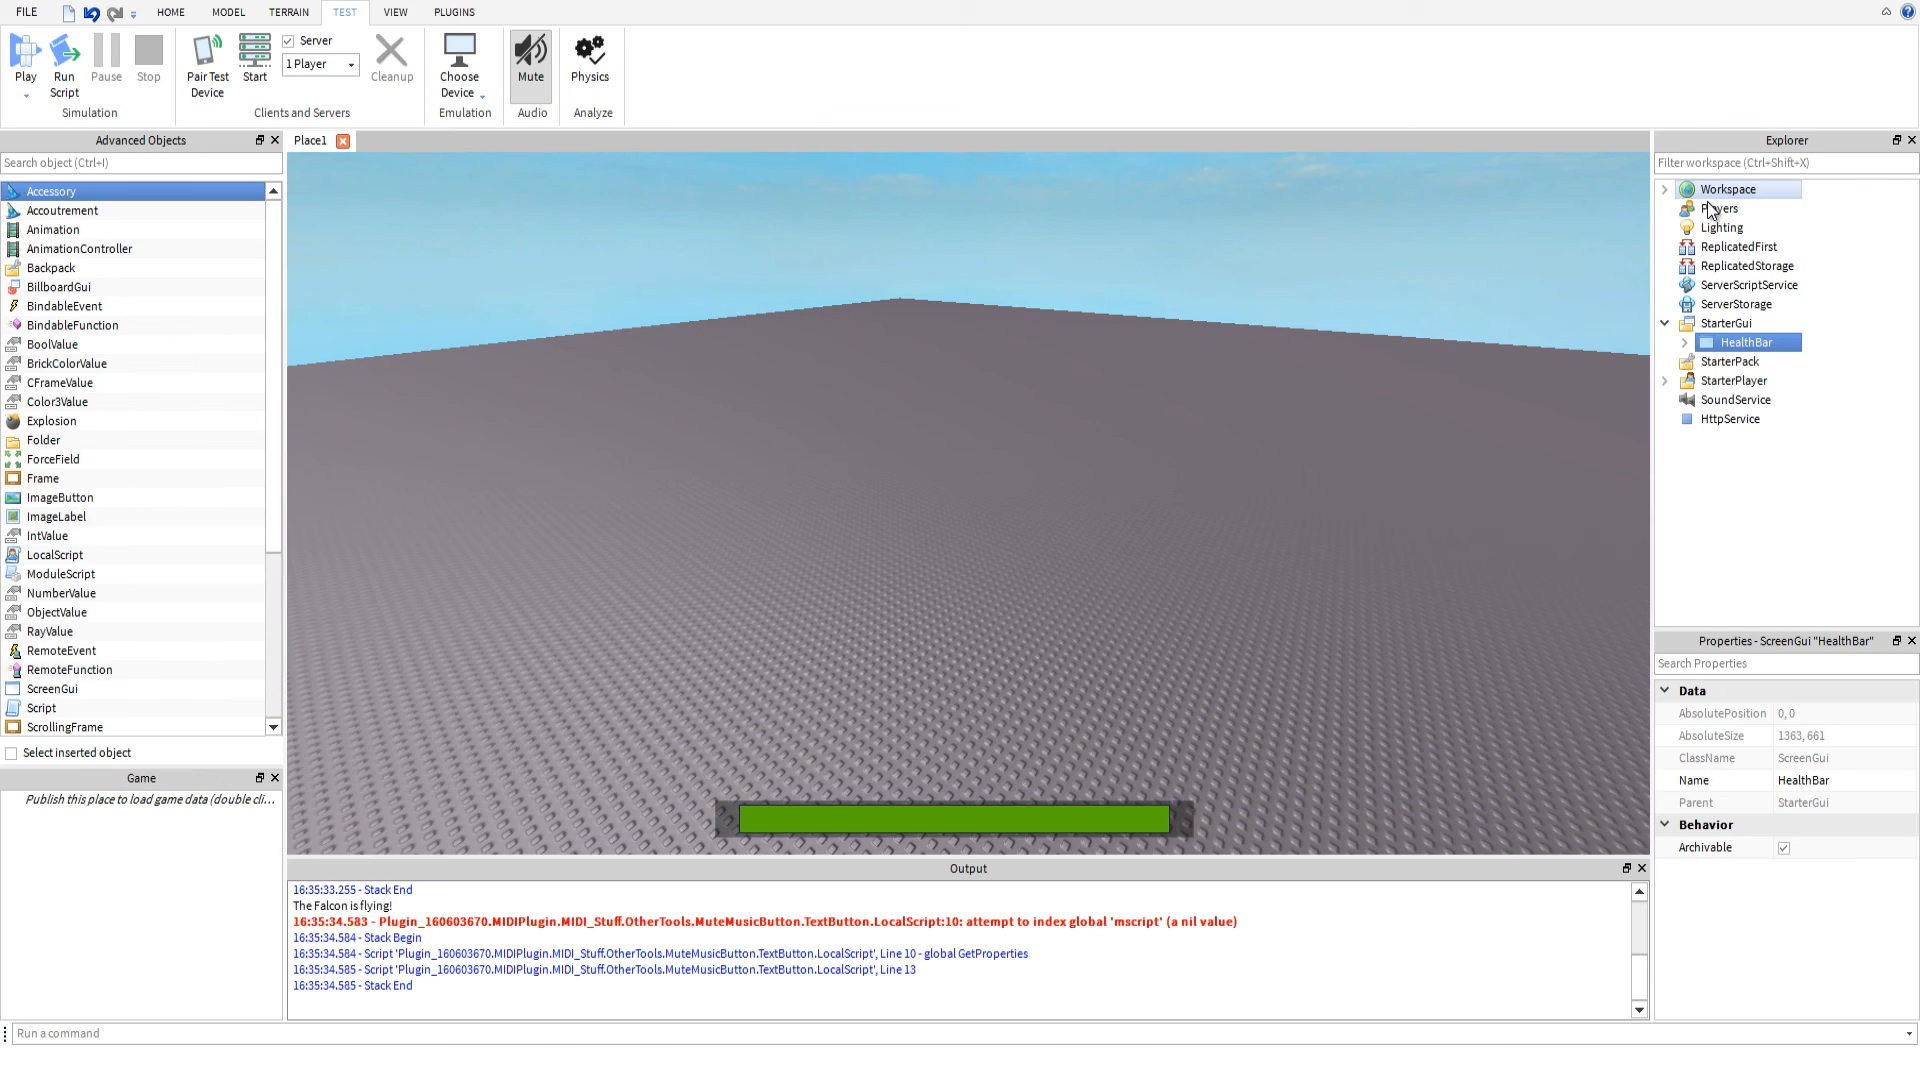 FILE HOME MODEL TERRAIN TEST VIEW PLUGINS
Play Run Script Pause Stop
Simulation
Pair Test Device Start Server
1 Player
Cleanup
Clients and Servers
Choose Device
Emulation
Mute
Audio
Physics
Analyze
Advanced Objects
Search object (Ctrl+I)
Accessory
Accoutrement
Animation
AnimationController
Backpack
BillboardGui
BindableEvent
BindableFunction
BoolValue
BrickColorValue
CFrameValue
Color3Value
Explosion
Folder
ForceField
Frame
ImageButton
ImageLabel
IntValue
LocalScript
ModuleScript
NumberValue
ObjectValue
RayValue
RemoteEvent
RemoteFunction
ScreenGui
Script
ScrollingFrame
Select inserted object
Game
Publish this place to load game data (double cli...
Place1
Output
16:35:33.255 - Stack End
The Falcon is flying!
16:35:34.583 - Plugin_160603670.MIDIPlugin.MIDI_Stuff.OtherTools.MuteMusicButton.TextButton.LocalScript:10: attempt to index global 'mscript' (a nil value)
16:35:34.584 - Stack Begin
16:35:34.584 - Script 'Plugin_160603670.MIDIPlugin.MIDI_Stuff.OtherTools.MuteMusicButton.TextButton.LocalScript', Line 10 - global GetProperties
16:35:34.585 - Script 'Plugin_160603670.MIDIPlugin.MIDI_Stuff.OtherTools.MuteMusicButton.TextButton.LocalScript', Line 13
16:35:34.585 - Stack End
Explorer
Filter workspace (Ctrl+Shift+X)
Workspace
Players
Lighting
ReplicatedFirst
ReplicatedStorage
ServerScriptService
ServerStorage
StarterGui
HealthBar
StarterPack
StarterPlayer
SoundService
HttpService
Properties - ScreenGui "HealthBar"
Search Properties
Data
AbsolutePosition 0, 0
AbsoluteSize 1363, 661
ClassName ScreenGui
Name HealthBar
Parent StarterGui
Behavior
Archivable
Run a command